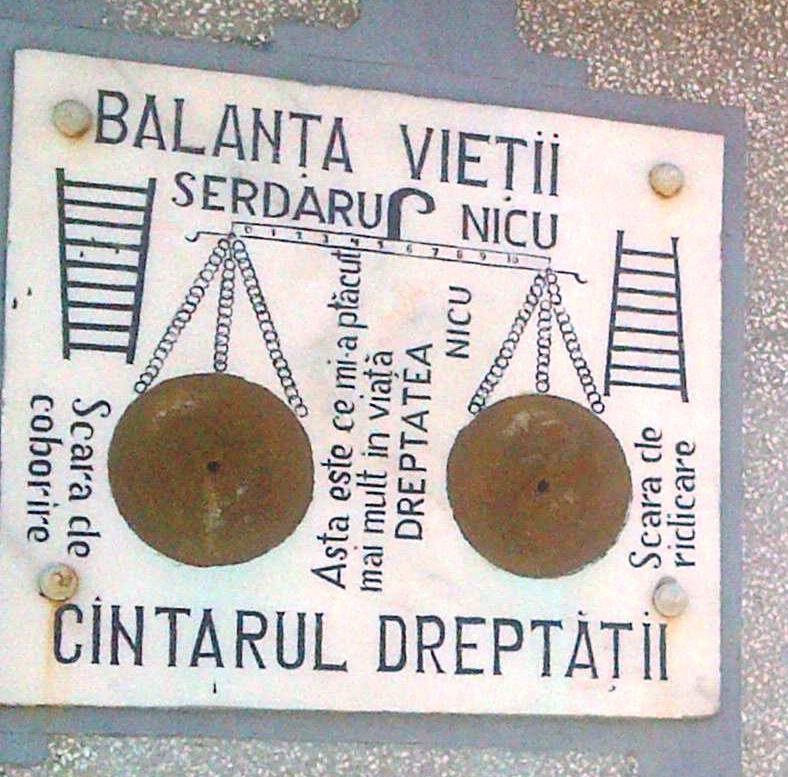 BALANȚA VIEȚII
SERDARUL NICU
0 1 2 3 4 5 6 7 8 9 10
Scara de
coborire
Asta este ce mi-a plăcut
mai mult in viață
DREPTATEA
NICU
Scara de
ridicare
CÎNTARUL DREPTĂȚII